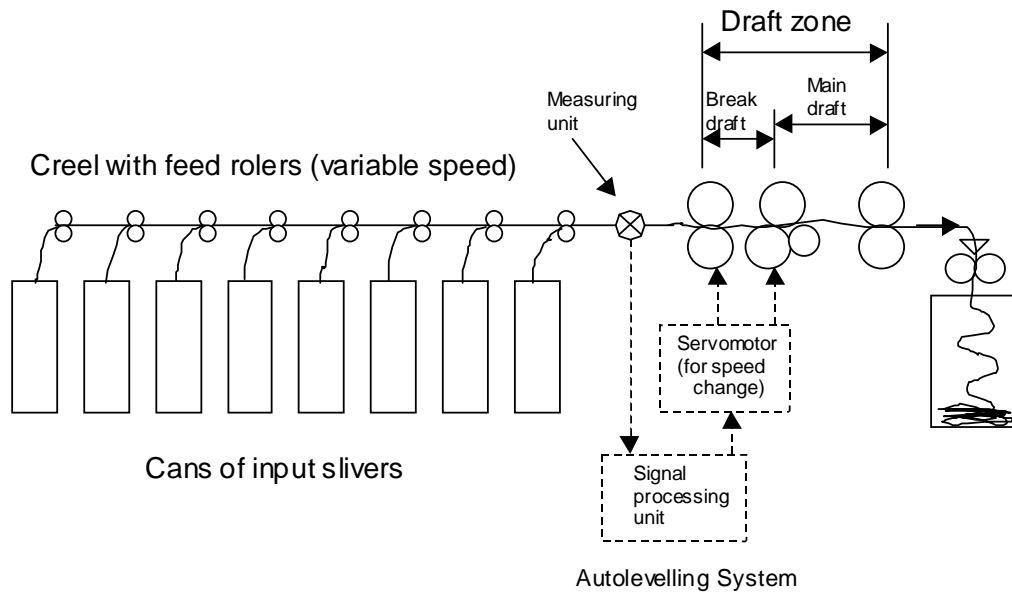 Draft zone
Measuring
unit
Break
draft
Main
draft
Creel with feed rolers (variable speed)
Servomotor
(for speed
change)
Cans of input slivers
Signal
processing
unit
Autolevelling System